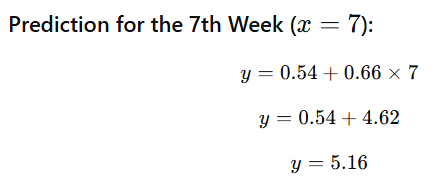 Prediction for the 7th Week (x = 7):
y = 0.54 + 0.66 × 7
y = 0.54 + 4.62
y = 5.16